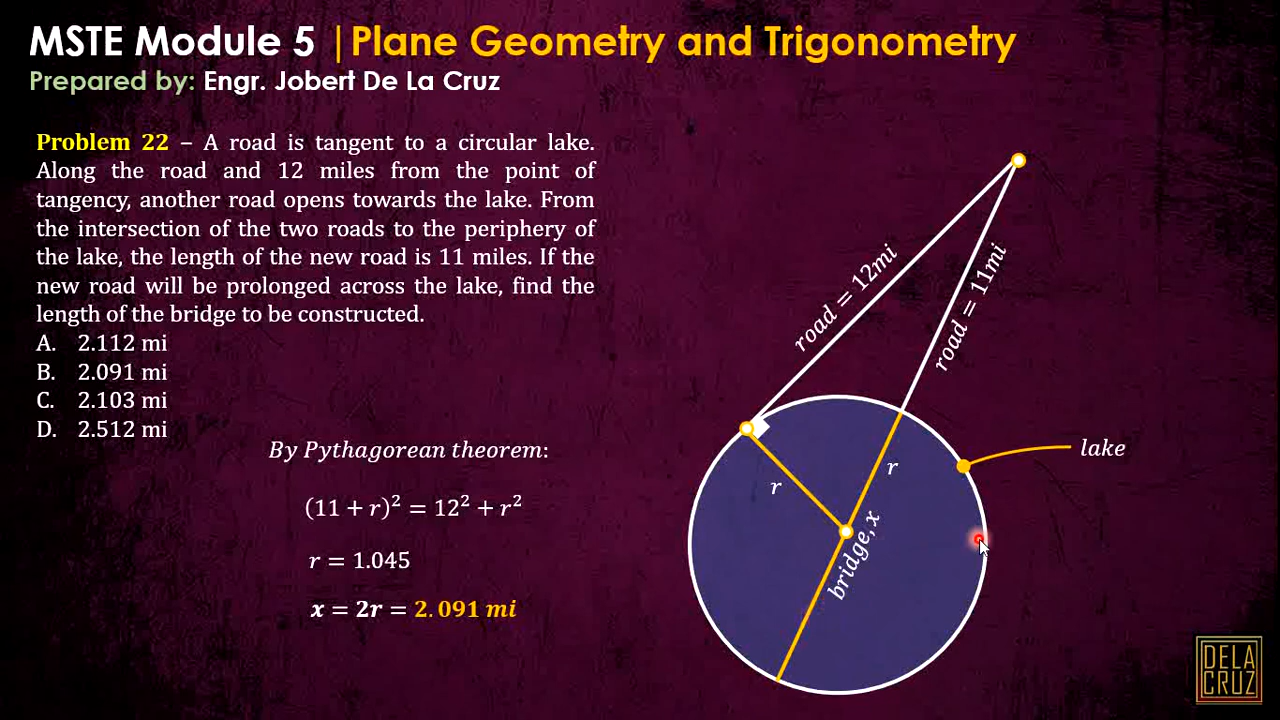 MSTE Module 5 | Plane Geometry and Trigonometry
Prepared by: Engr. Jobert De La Cruz
Problem 22 – A road is tangent to a circular lake.
Along the road and 12 miles from the point of
tangency, another road opens towards the lake. From
the intersection of the two roads to the periphery of
the lake, the length of the new road is 11 miles. If the
new road will be prolonged across the lake, find the
length of the bridge to be constructed.
A. 2.112 mi
B. 2.091 mi
C. 2.103 mi
D. 2.512 mi
By Pythagorean theorem:
(11 + r)² = 12² + r²
r = 1.045
x = 2r = 2.091 mi
road = 12mi
road = 11mi
lake
r
r
bridge, x
DELA
CRUZ